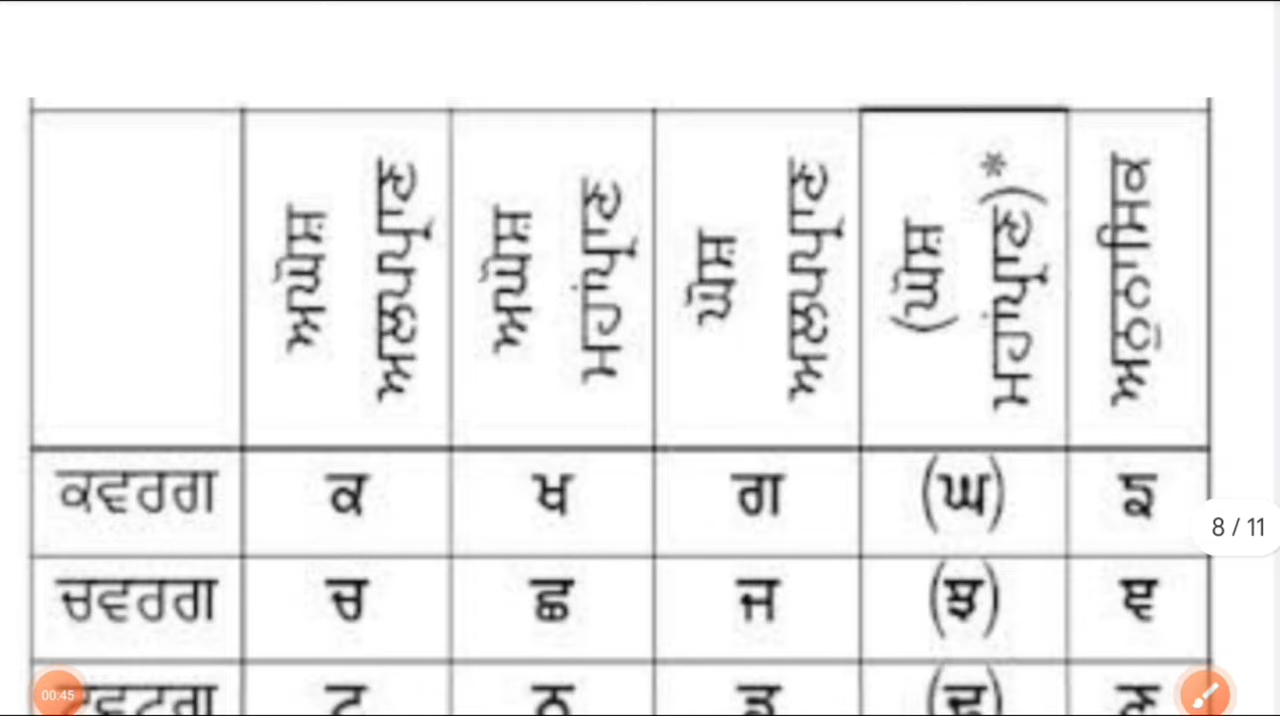 ਅਘੋਸ਼
ਅਲਪਪ੍ਰਾਣ
ਅਘੋਸ਼
ਮਹਾਂਪ੍ਰਾਣ
ਘੋਸ਼
ਅਲਪਪ੍ਰਾਣ
(ਘੋਸ਼
ਮਹਾਂਪ੍ਰਾਣ)*
ਅਨੁਨਾਸਿਕ
ਕਵਰਗ ਕ ਖ ਗ (ਘ) ਙ
8 / 11
ਚਵਰਗ ਚ ਛ ਜ (ਝ) ਞ
00:45